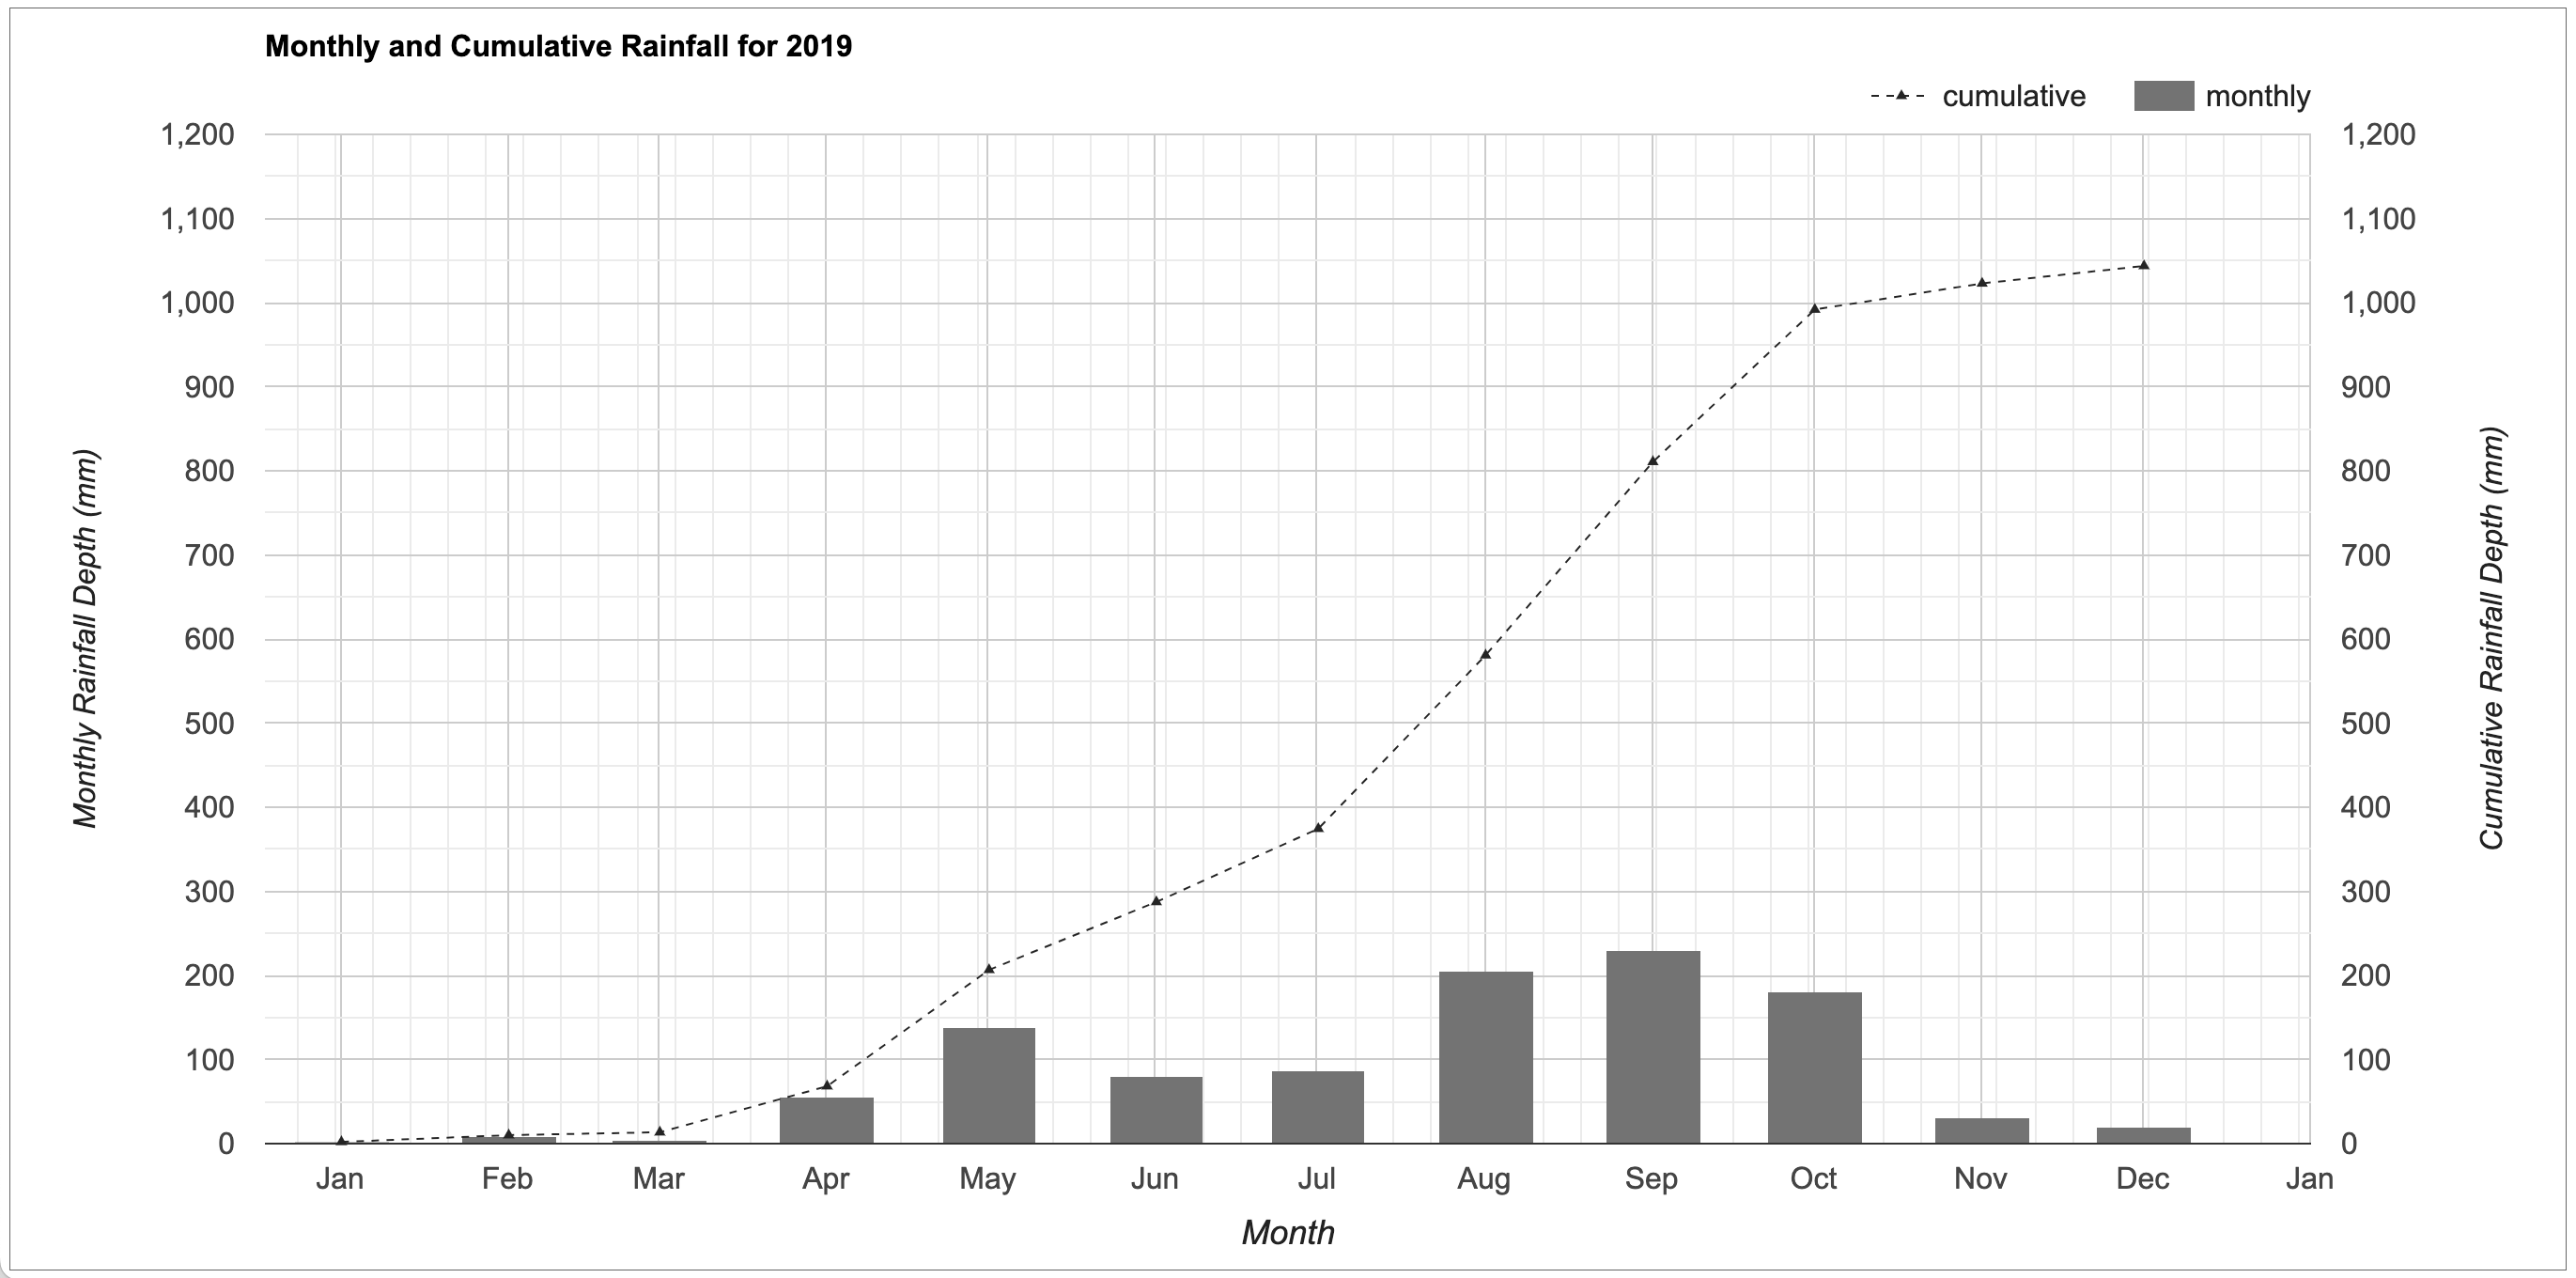 Monthly and Cumulative Rainfall for 2019
cumulative monthly
1,200 1,200
1,100 1,100
1,000 1,000
900 900
800 800
700 700
600 600
500 500
400 400
300 300
200 200
100 100
0 0
Monthly Rainfall Depth (mm)
Cumulative Rainfall Depth (mm)
Jan Feb Mar Apr May Jun Jul Aug Sep Oct Nov Dec Jan
Month